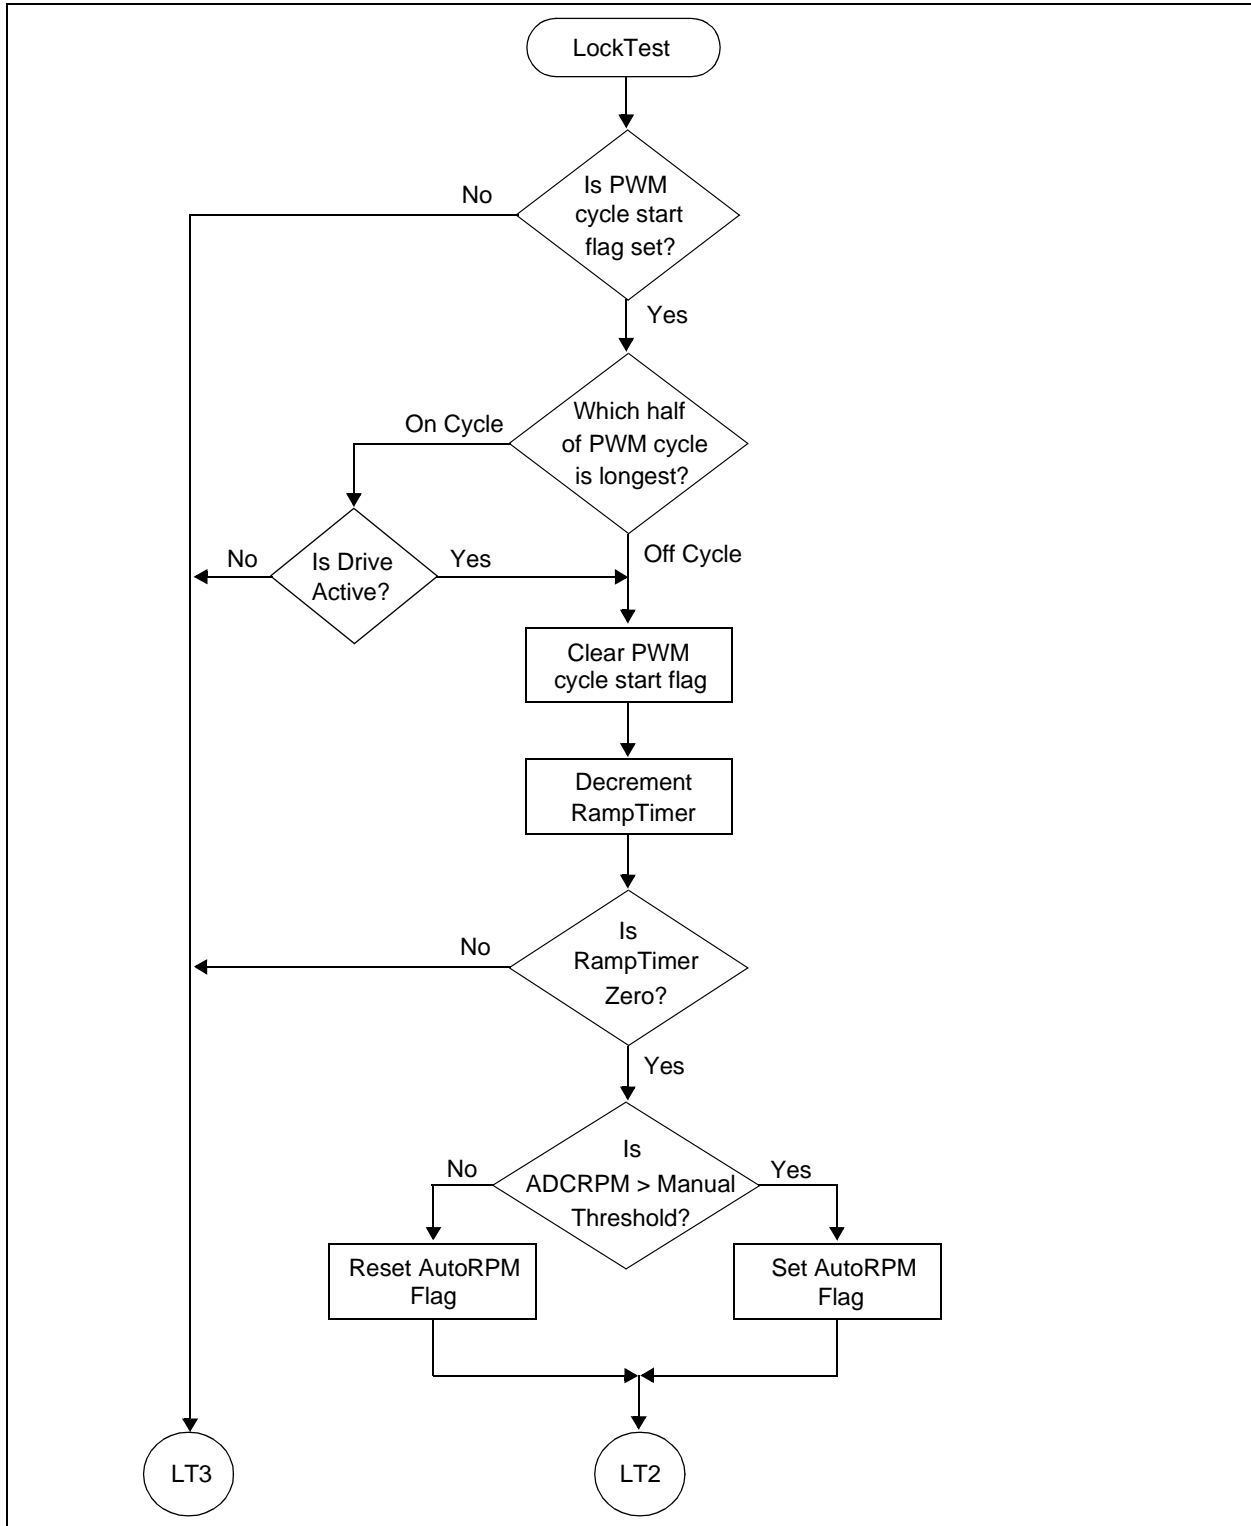 LockTest
Is PWM
cycle start
flag set?
No
Yes
Which half
of PWM cycle
is longest?
On Cycle
Off Cycle
Is Drive
Active?
No
Yes
Clear PWM
cycle start flag
Decrement
RampTimer
Is
RampTimer
Zero?
No
Yes
Is
ADCRPM > Manual
Threshold?
No
Yes
Reset AutoRPM
Flag
Set AutoRPM
Flag
LT3
LT2